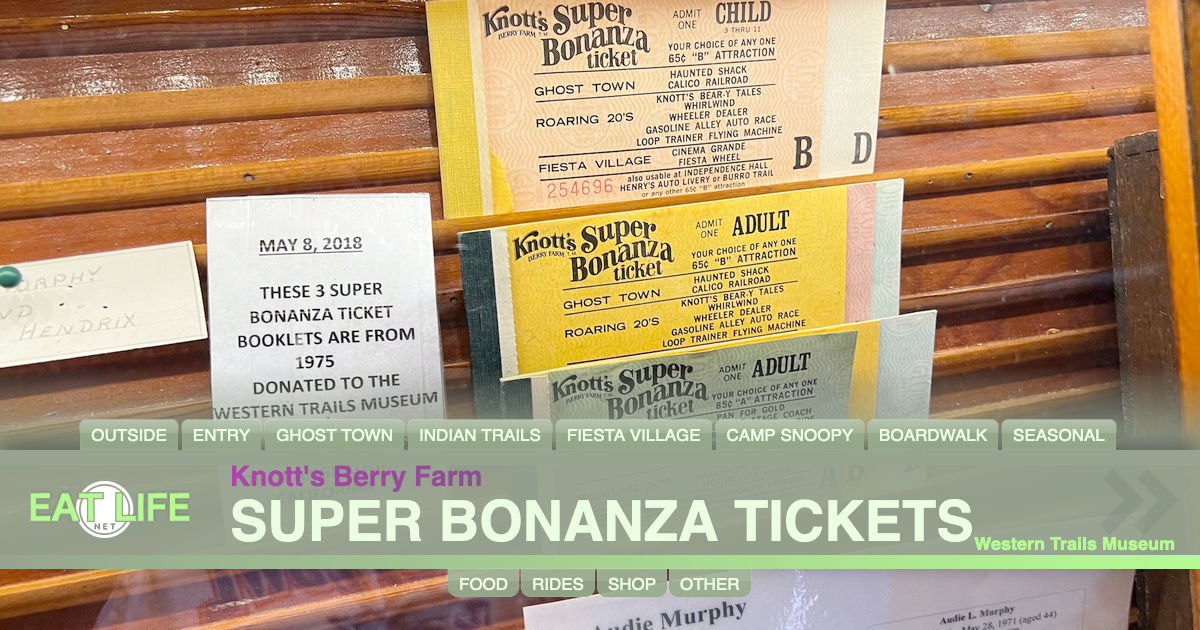 Knott's Super
BERRY FARM T.M.
Bonanza
ticket
ADMIT
ONE
CHILD
3 THRU 11
YOUR CHOICE OF ANY ONE
65¢ "B" ATTRACTION
GHOST TOWN
HAUNTED SHACK
CALICO RAILROAD
ROARING 20'S
KNOTT'S BEAR-Y TALES
WHIRLWIND
WHEELER DEALER
GASOLINE ALLEY AUTO RACE
LOOP TRAINER FLYING MACHINE
FIESTA VILLAGE
CINEMA GRANDE
FIESTA WHEEL
254696
also usable at INDEPENDENCE HALL
HENRY'S AUTO LIVERY or BURRO TRAIL
or any other 65¢ "B" attraction
B
D
MURPHY
HENDRIX
MAY 8, 2018
THESE 3 SUPER
BONANZA TICKET
BOOKLETS ARE FROM
1975
DONATED TO THE
WESTERN TRAILS MUSEUM
Knott's Super
BERRY FARM T.M.
Bonanza
ticket
ADMIT
ONE
ADULT
YOUR CHOICE OF ANY ONE
65¢ "B" ATTRACTION
GHOST TOWN
HAUNTED SHACK
CALICO RAILROAD
ROARING 20'S
KNOTT'S BEAR-Y TALES
WHIRLWIND
WHEELER DEALER
GASOLINE ALLEY AUTO RACE
LOOP TRAINER FLYING MACHINE
Knott's Super
BERRY FARM T.M.
Bonanza
ticket
ADMIT
ONE
ADULT
YOUR CHOICE OF ANY ONE
85¢ "A" ATTRACTION
PAN FOR GOLD
STAGE COACH
OUTSIDE
ENTRY
GHOST TOWN
INDIAN TRAILS
FIESTA VILLAGE
CAMP SNOOPY
BOARDWALK
SEASONAL
EAT LIFE
NET
Knott's Berry Farm
SUPER BONANZA TICKETS
Western Trails Museum
FOOD
RIDES
SHOP
OTHER
Audie Murphy
Audie L. Murphy
May 28, 1971 (aged 44)